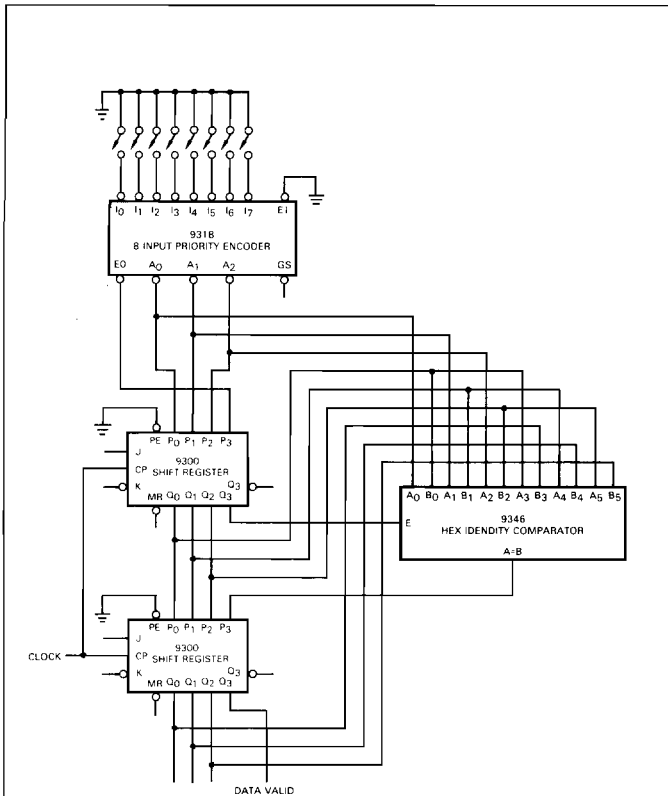 I0 I1 I2 I3 I4 I5 I6 I7 EI
9318
8 INPUT PRIORITY ENCODER
EO A0 A1 A2 GS
PE P0 P1 P2 P3
J
9300
CP SHIFT REGISTER
K Q3
MR Q0 Q1 Q2 Q3
A0 B0 A1 B1 A2 B2 A3 B3 A4 B4 A5 B5
E
9346
HEX IDENDITY COMPARATOR
A=B
PE P0 P1 P2 P3
J
9300
CLOCK CP SHIFT REGISTER
K Q3
MR Q0 Q1 Q2 Q3
DATA VALID